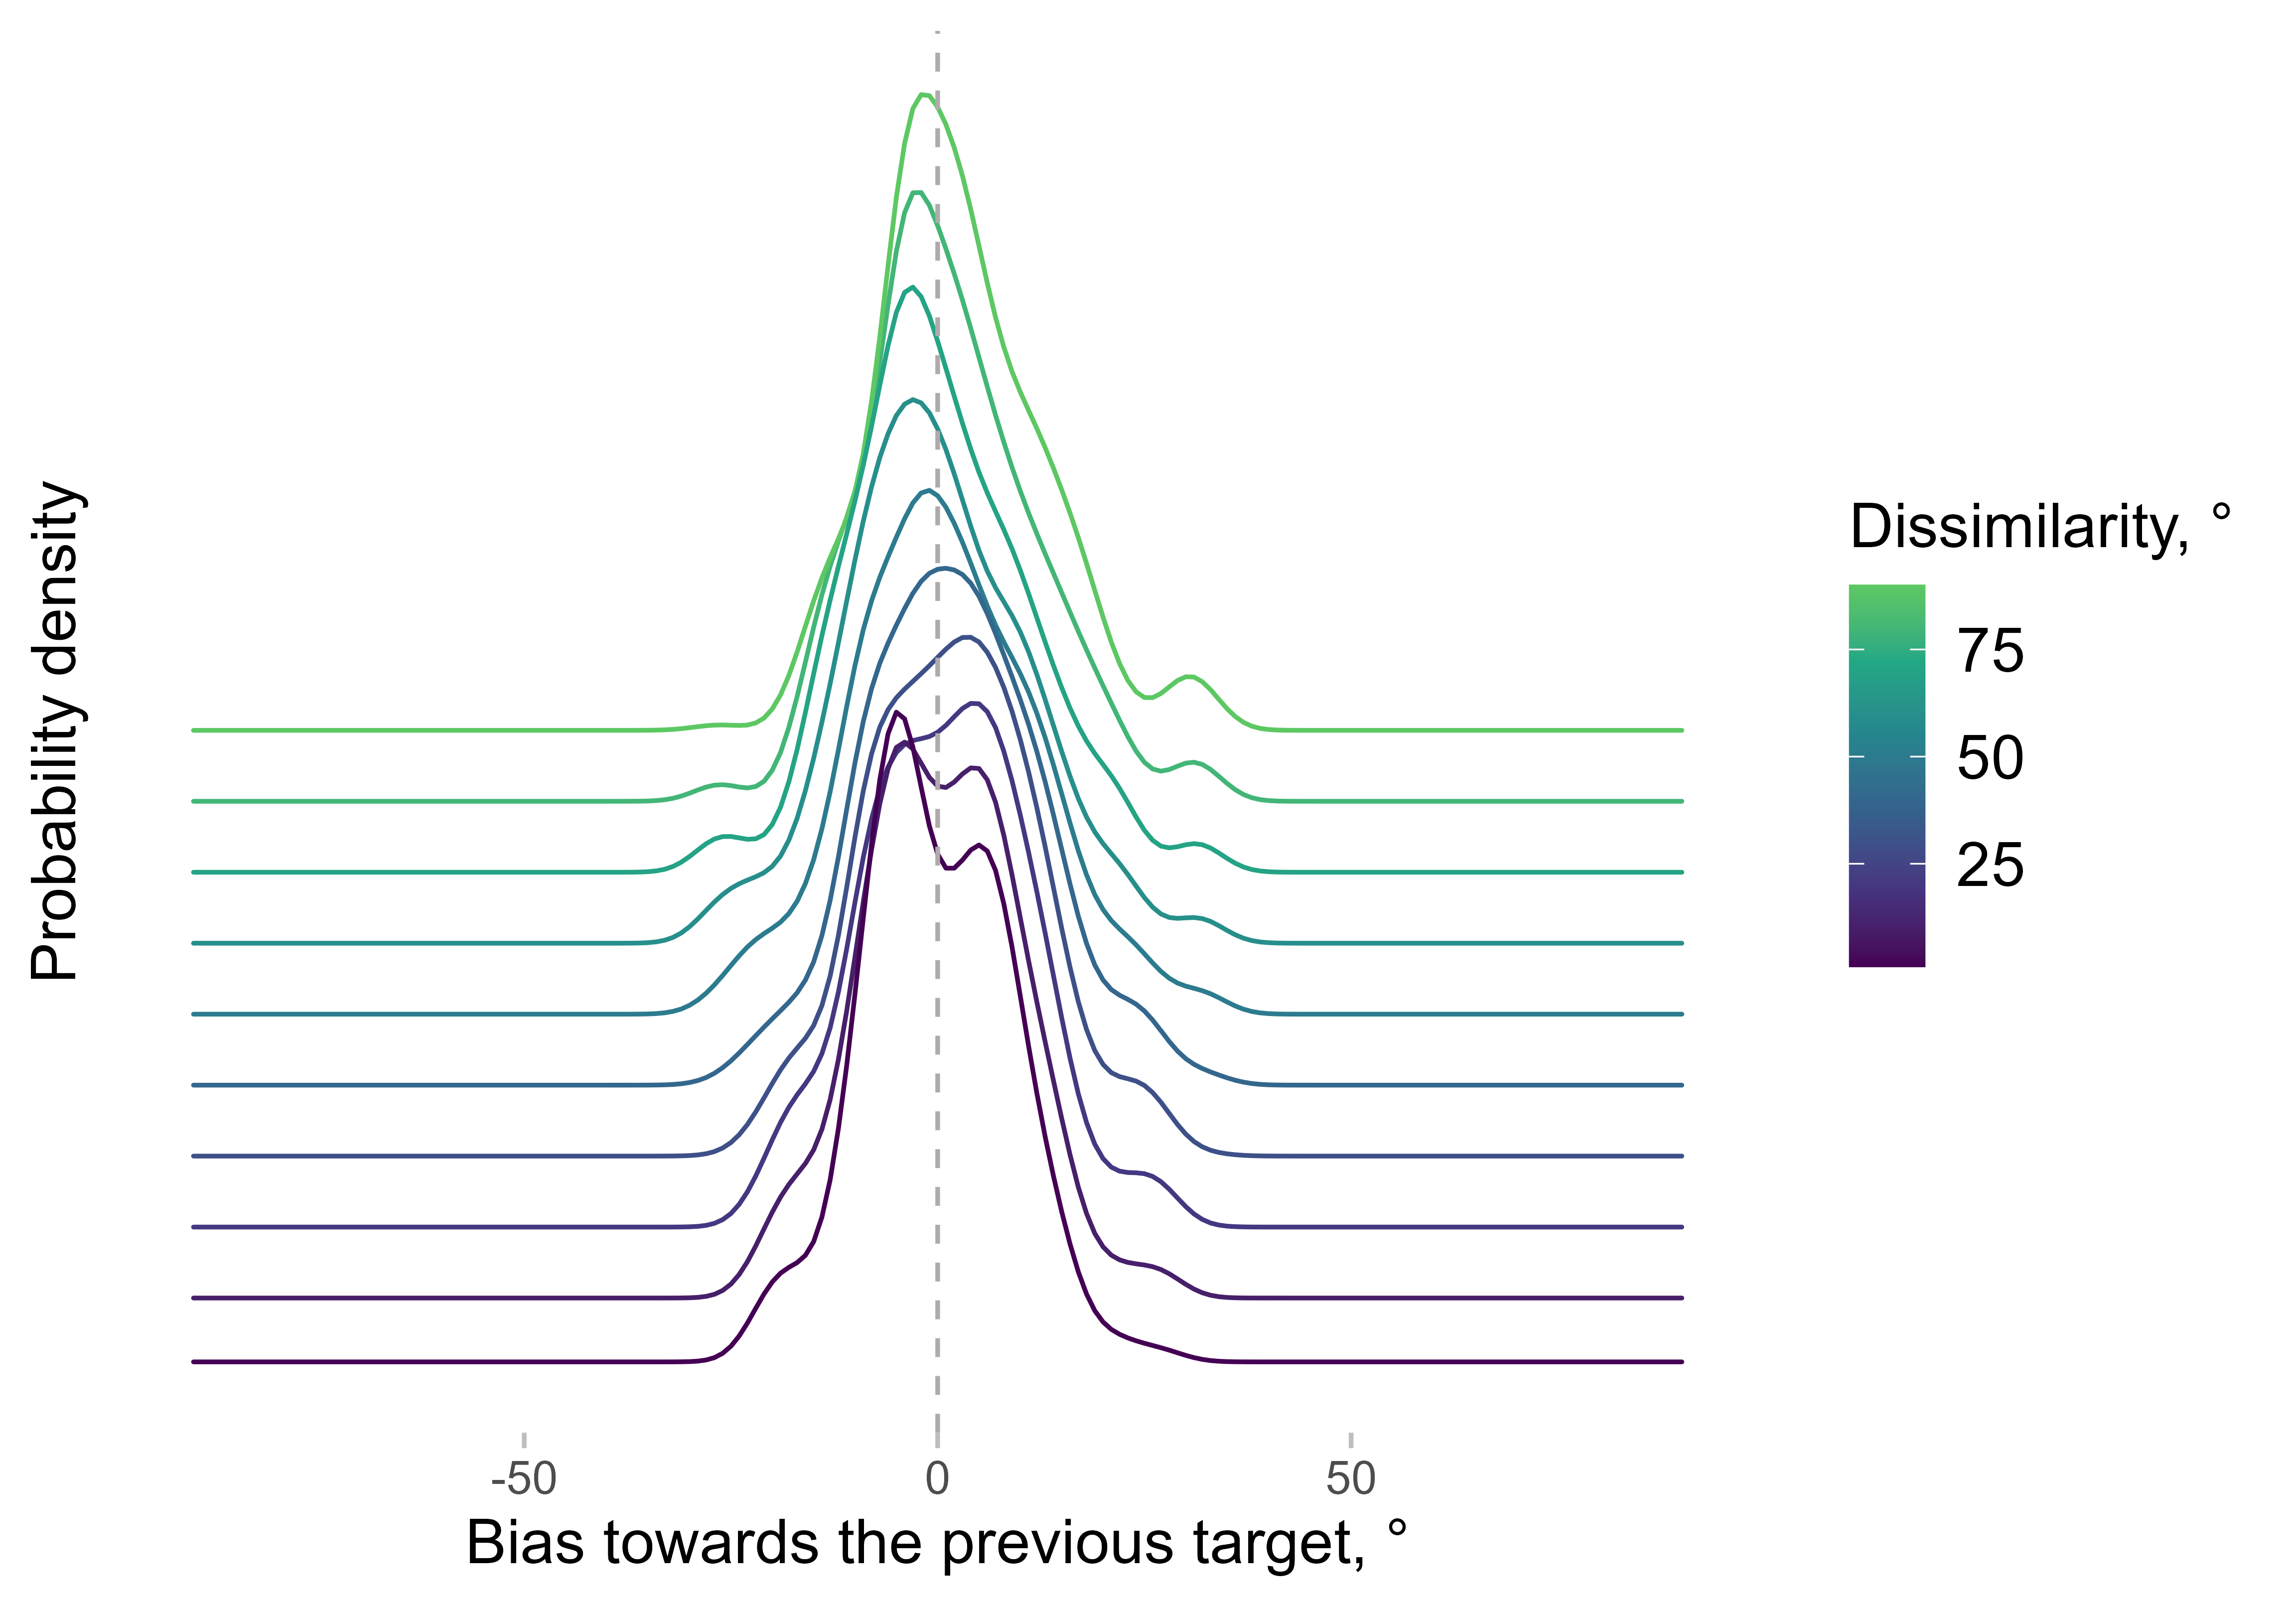 Probability density
Dissimilarity, °
75
50
25
-50
0
50
Bias towards the previous target, °